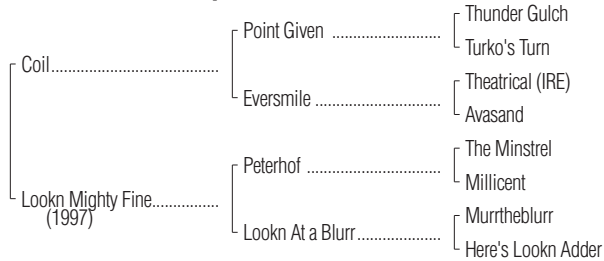 Thunder Gulch
Point Given ....................
Turko's Turn
Coil....................................
Theatrical (IRE)
Eversmile .......................
Avasand
The Minstrel
Peterhof .........................
Millicent
Lookn Mighty Fine..............
(1997)
Murrtheblurr
Lookn At a Blurr.................
Here's Lookn Adder